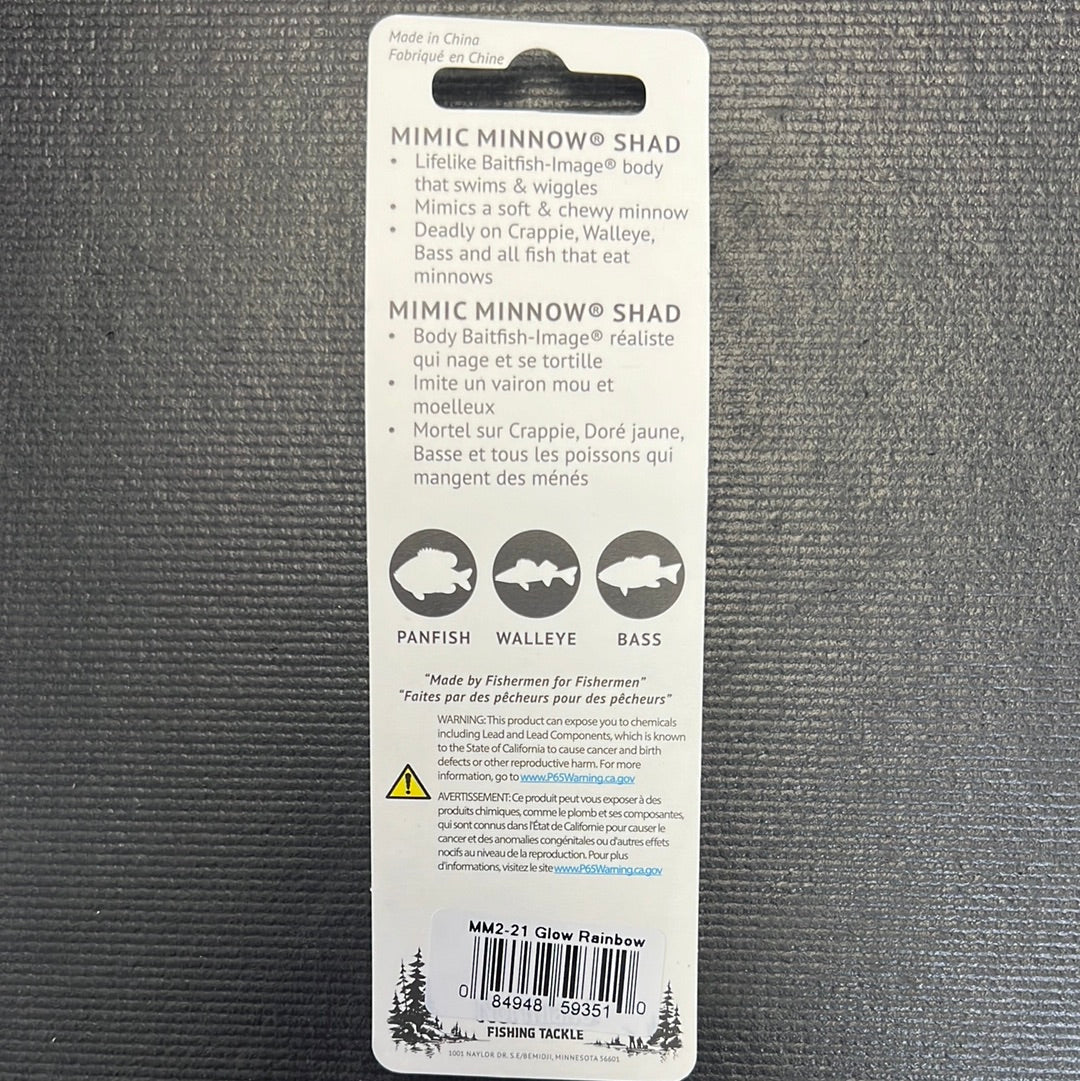 Made in China
Fabriqué en Chine
MIMIC MINNOW® SHAD
• Lifelike Baitfish-Image® body
that swims & wiggles
• Mimics a soft & chewy minnow
• Deadly on Crappie, Walleye,
Bass and all fish that eat
minnows
MIMIC MINNOW® SHAD
• Body Baitfish-Image® réaliste
qui nage et se tortille
• Imite un vairon mou et
moelleux
• Mortel sur Crappie, Doré jaune,
Basse et tous les poissons qui
mangent des ménés
PANFISH WALLEYE BASS
“Made by Fishermen for Fishermen”
“Faites par des pêcheurs pour des pêcheurs”
WARNING: This product can expose you to chemicals
including Lead and Lead Components, which is known
to the State of California to cause cancer and birth
defects or other reproductive harm. For more
information, go to www.P65Warning.ca.gov
AVERTISSEMENT: Ce produit peut vous exposer à des
produits chimiques, comme le plomb et ses composantes,
qui sont connus dans l'État de Californie pour causer le
cancer et des anomalies congénitales ou d'autres effets
nocifs au niveau de la reproduction. Pour plus
d'informations, visitez le site www.P65Warning.ca.gov
MM2-21 Glow Rainbow
0 84948 59351 0
FISHING TACKLE
1001 NAYLOR DR. S.E/BEMIDJI, MINNESOTA 56601